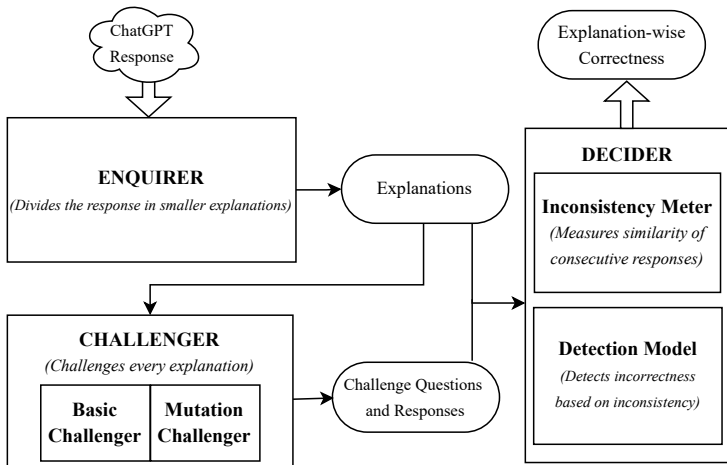 ChatGPT
Response
ENQUIRER
(Divides the response in smaller explanations)
Explanations
CHALLENGER
(Challenges every explanation)
Basic
Challenger
Mutation
Challenger
Challenge Questions
and Responses
Explanation-wise
Correctness
DECIDER
Inconsistency Meter
(Measures similarity of
consecutive responses)
Detection Model
(Detects incorrectness
based on inconsistency)